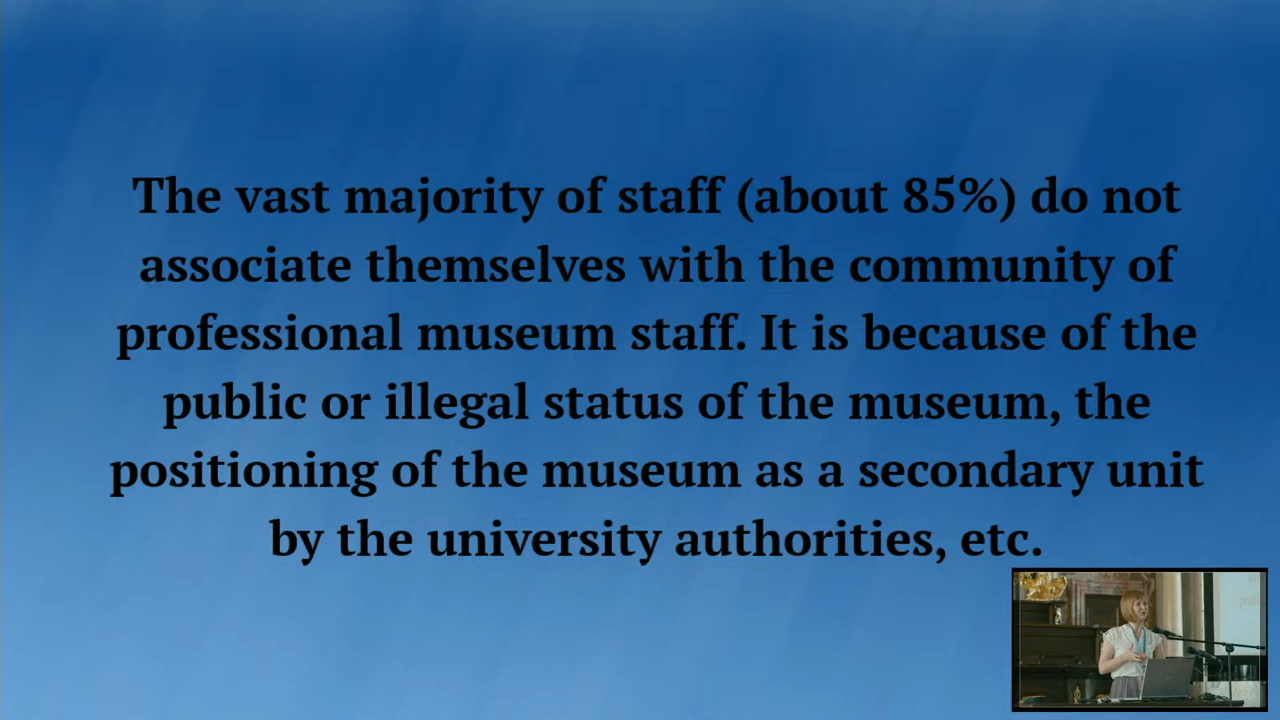 The vast majority of staff (about 85%) do not
associate themselves with the community of
professional museum staff. It is because of the
public or illegal status of the museum, the
positioning of the museum as a secondary unit
by the university authorities, etc.